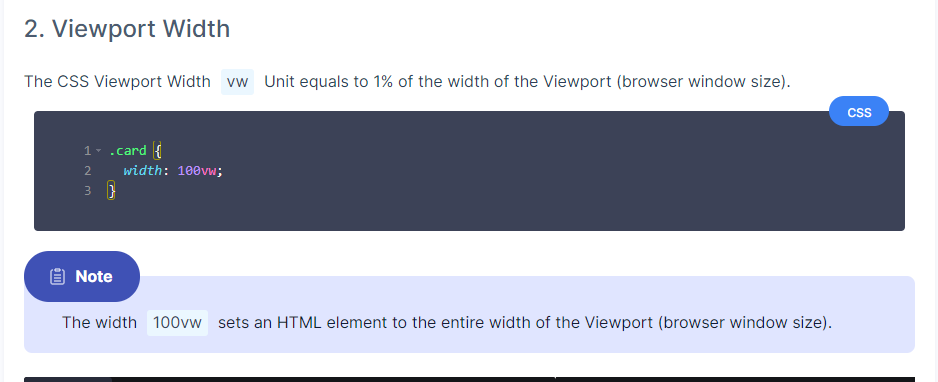 2. Viewport Width
The CSS Viewport Width vw Unit equals to 1% of the width of the Viewport (browser window size).
CSS
1 .card {
2 width: 100vw;
3 }
Note
The width 100vw sets an HTML element to the entire width of the Viewport (browser window size).